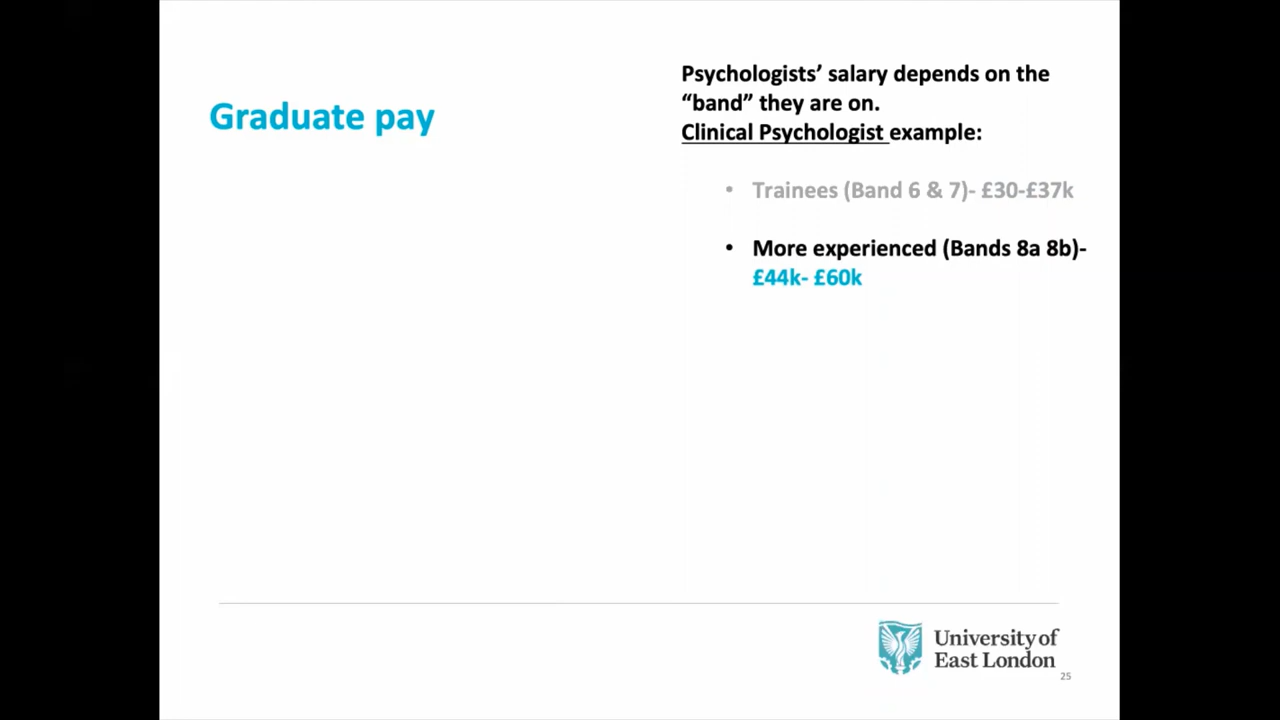 Graduate pay
Psychologists’ salary depends on the
“band” they are on.
Clinical Psychologist example:
• Trainees (Band 6 & 7)- £30-£37k
• More experienced (Bands 8a 8b)-
£44k- £60k
University of
East London
25